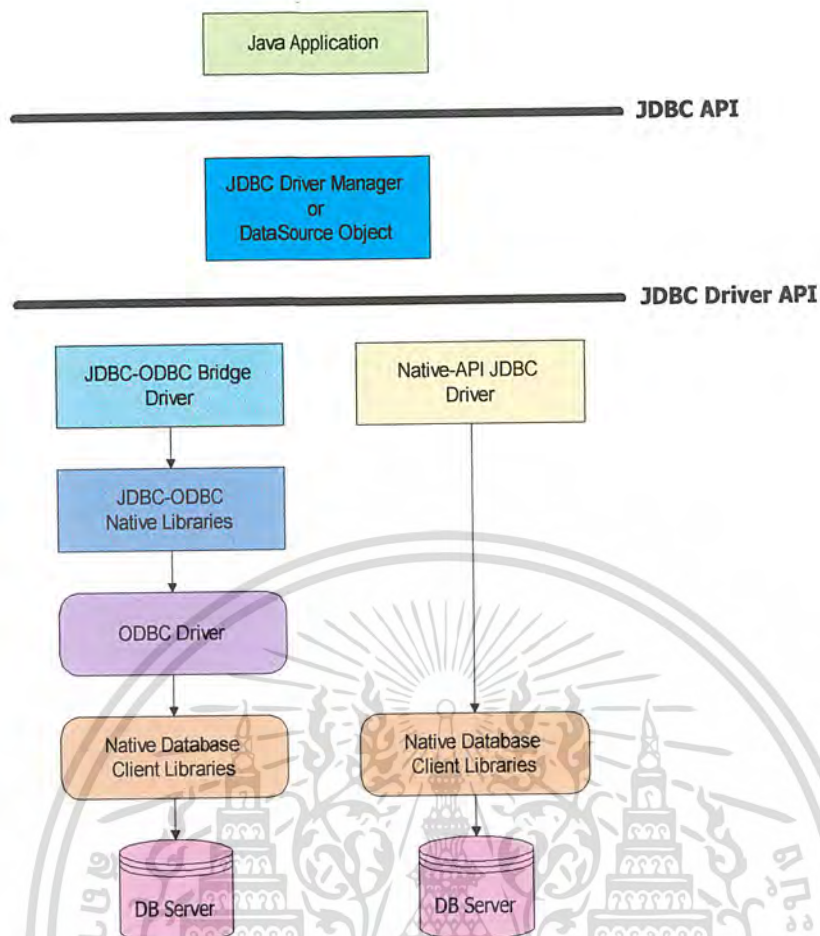 Java Application
JDBC API
JDBC Driver Manager
or
DataSource Object
JDBC Driver API
JDBC-ODBC Bridge
Driver
Native-API JDBC
Driver
JDBC-ODBC
Native Libraries
ODBC Driver
Native Database
Client Libraries
Native Database
Client Libraries
DB Server
DB Server